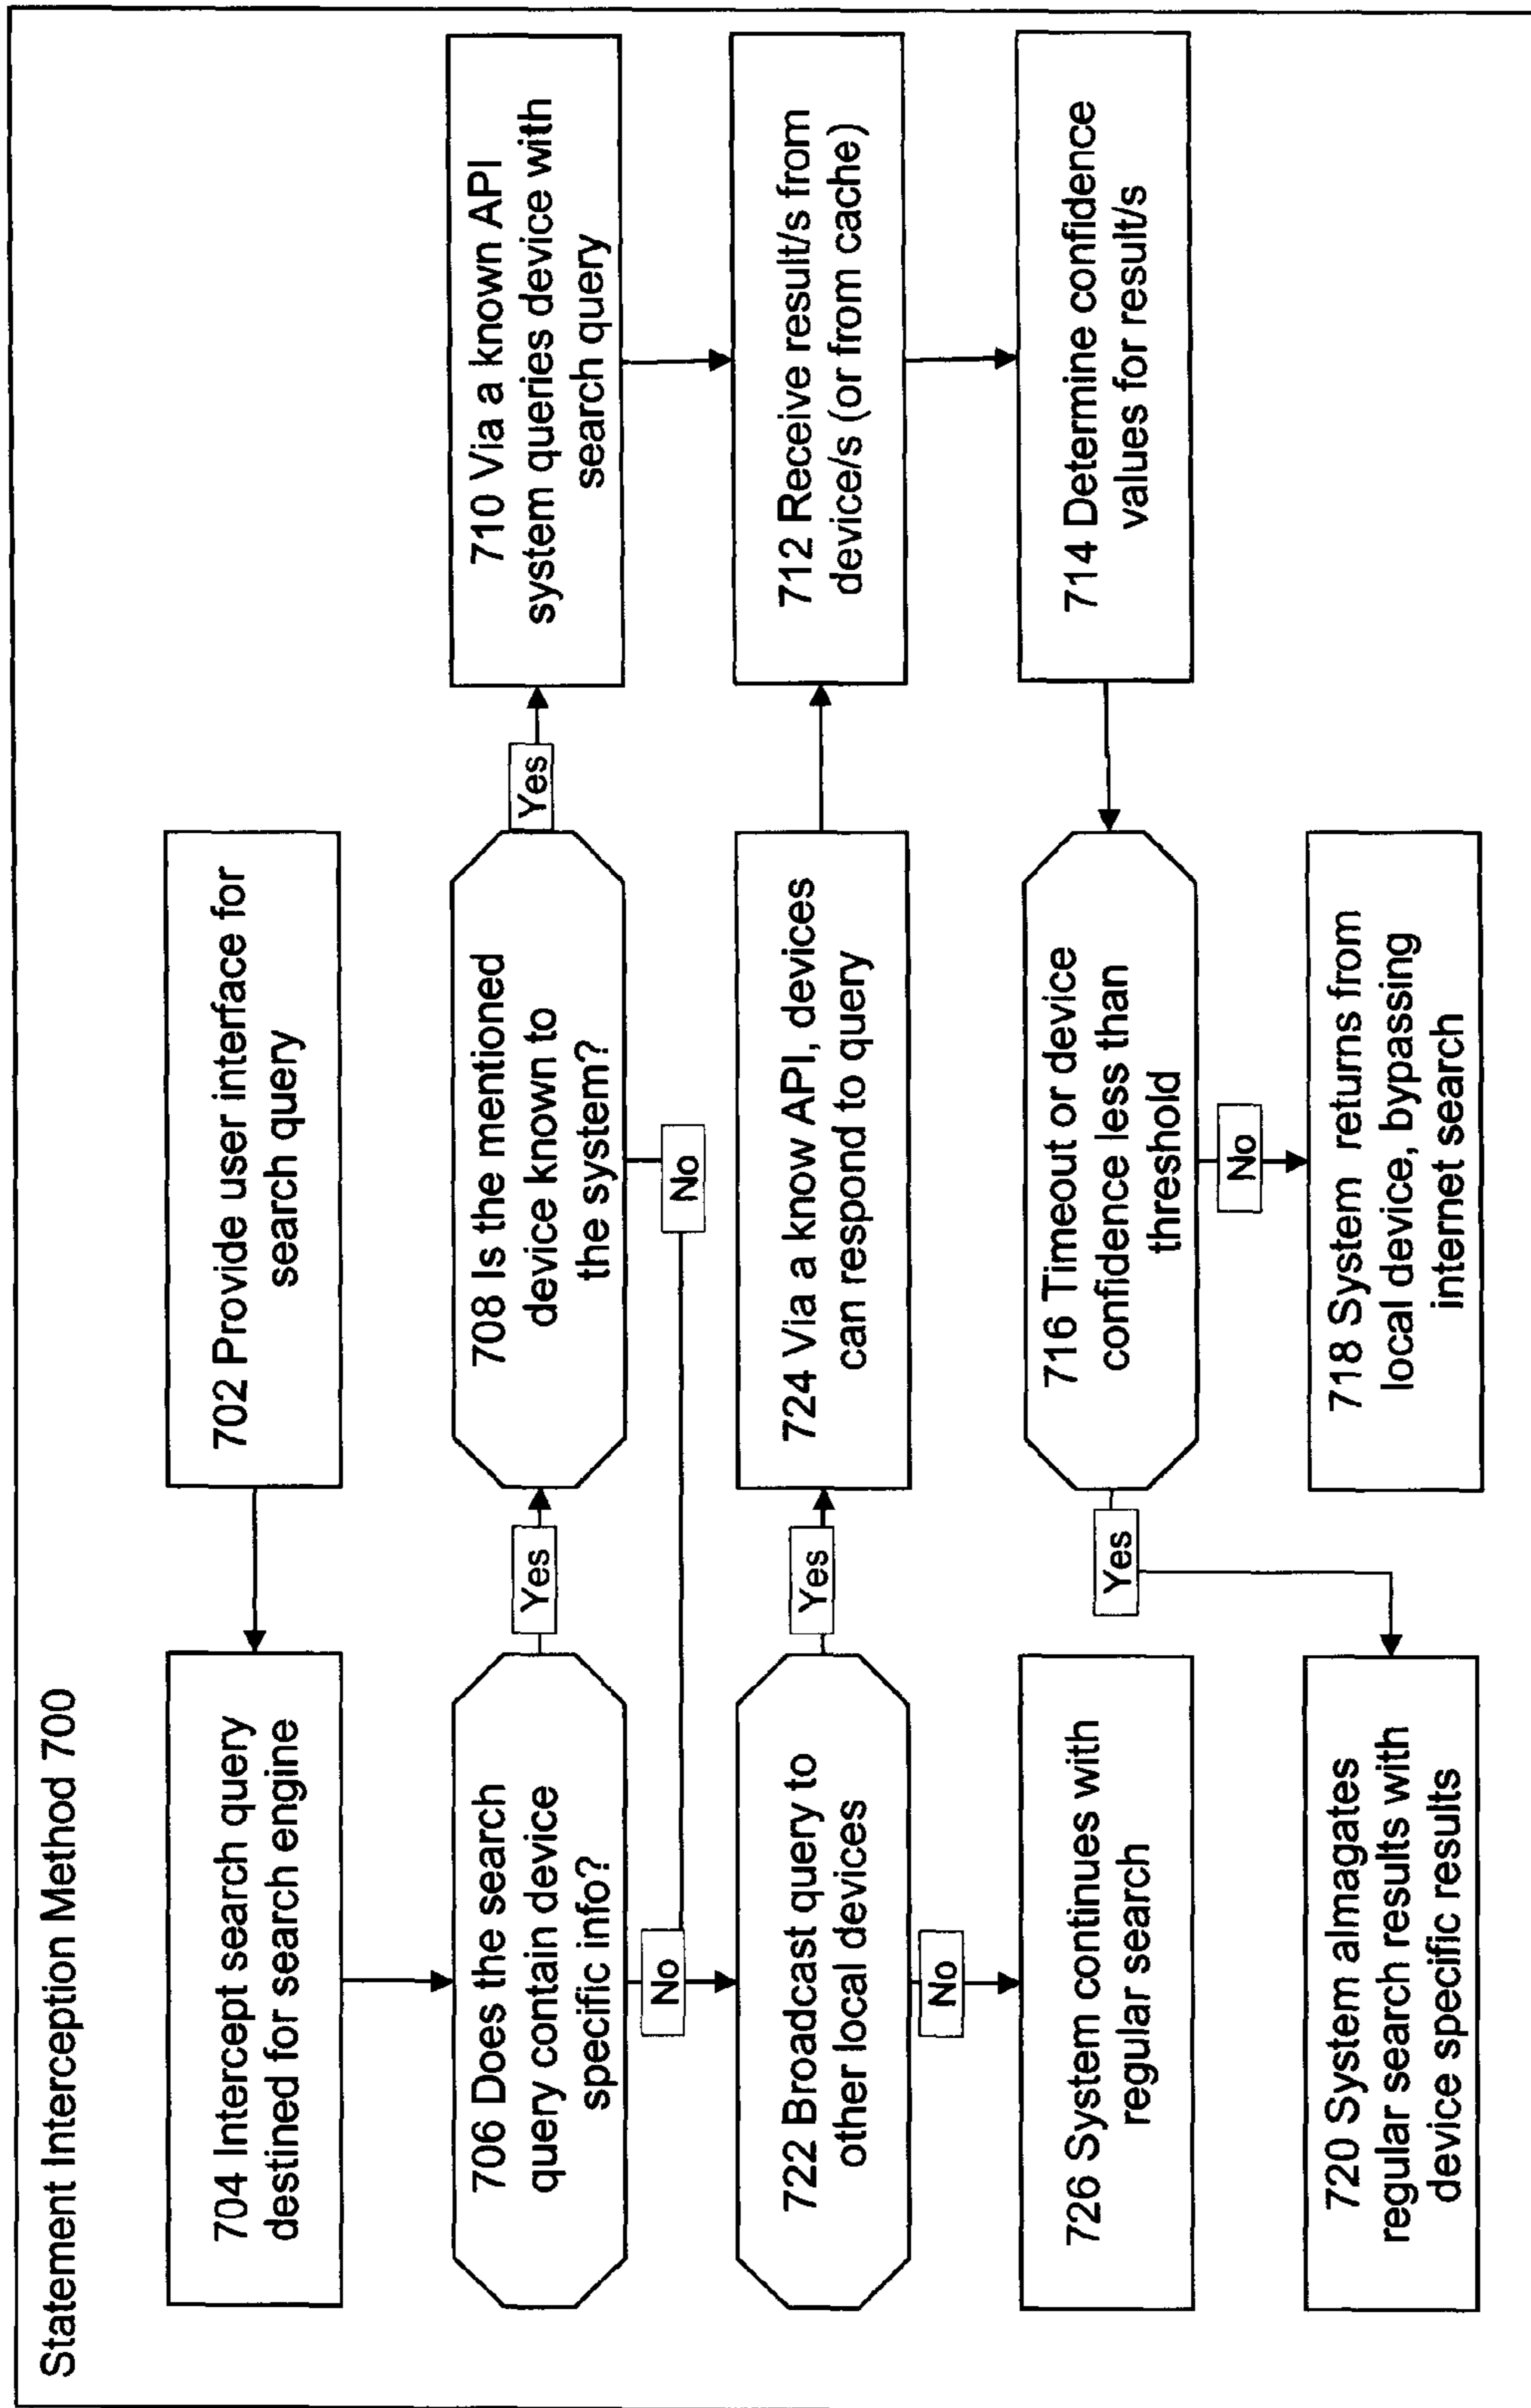 Statement Interception Method 700
702 Provide user interface for
search query
704 Intercept search query
destined for search engine
706 Does the search
query contain device
specific info?
Yes
No
708 Is the mentioned
device known to
the system?
Yes
No
710 Via a known API
system queries device with
search query
722 Broadcast query to
other local devices
Yes
No
724 Via a know API, devices
can respond to query
712 Receive result/s from
device/s (or from cache)
714 Determine confidence
values for result/s
726 System continues with
regular search
716 Timeout or device
confidence less than
threshold
Yes
No
720 System almagates
regular search results with
device specific results
718 System returns from
local device, bypassing
internet search